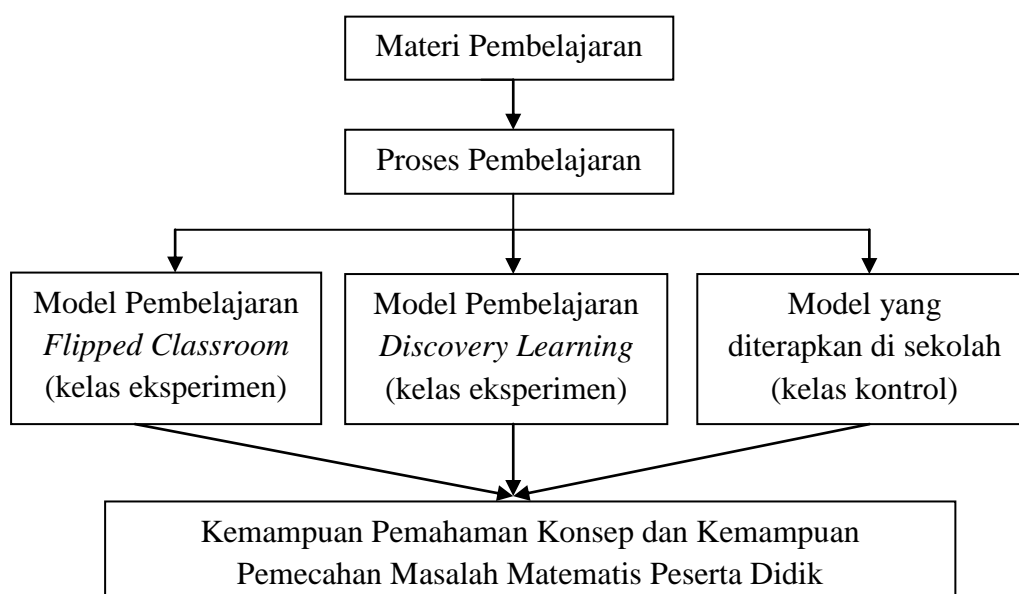 Materi Pembelajaran
Proses Pembelajaran
Model Pembelajaran
Flipped Classroom
(kelas eksperimen)
Model Pembelajaran
Discovery Learning
(kelas eksperimen)
Model yang
diterapkan di sekolah
(kelas kontrol)
Kemampuan Pemahaman Konsep dan Kemampuan
Pemecahan Masalah Matematis Peserta Didik